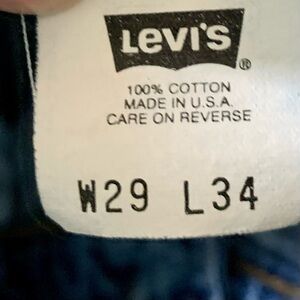 LEVI'S ®
100% COTTON
MADE IN U.S.A.
CARE ON REVERSE
W29 L34